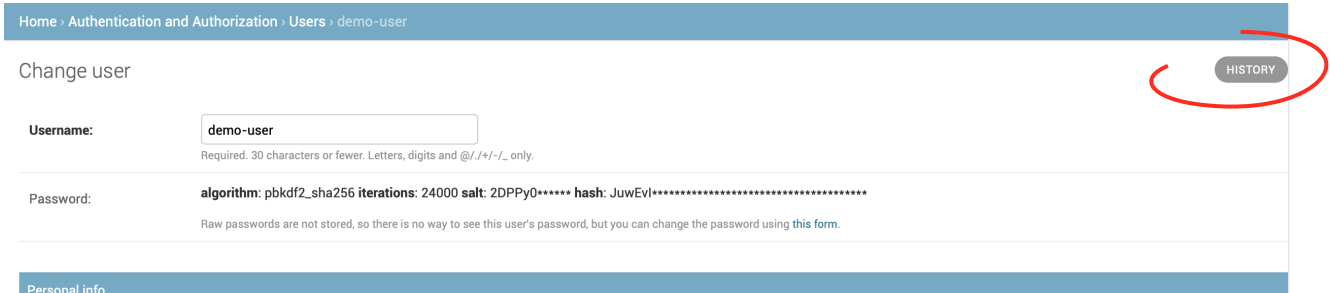 Home › Authentication and Authorization › Users › demo-user
Change user
HISTORY
Username:
demo-user
Required. 30 characters or fewer. Letters, digits and @/./+/-/_ only.
Password:
algorithm: pbkdf2_sha256 iterations: 24000 salt: 2DPPy0****** hash: JuwEvI**************************************
Raw passwords are not stored, so there is no way to see this user's password, but you can change the password using this form.
Personal info